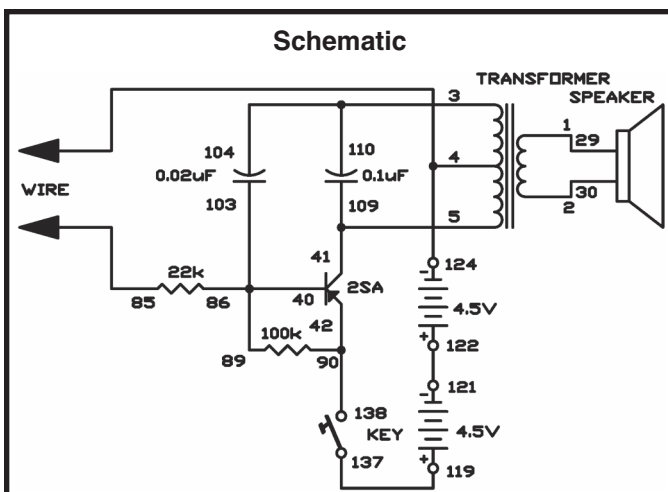 Schematic
TRANSFORMER
SPEAKER
3
1
29
104
110
4
0.02uF
0.1uF
WIRE
103
109
30
2
5
41
124
22k
85
86
40
2SA
-
4.5V
42
100k
+
122
89
90
121
-
138
KEY
4.5V
137
+
119